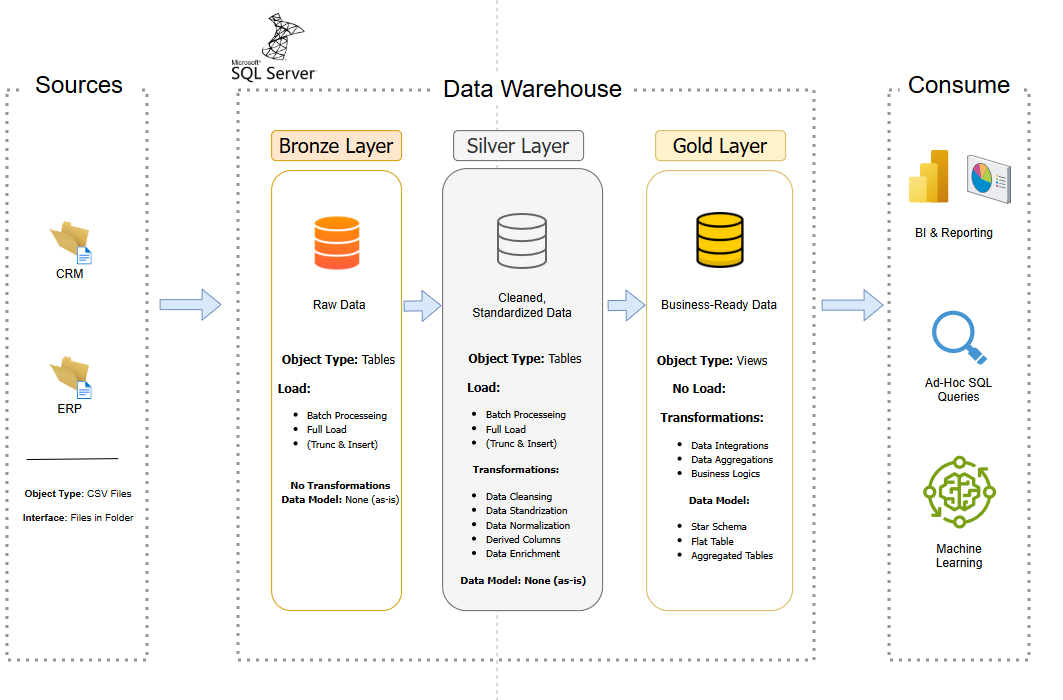 Microsoft®
SQL Server
Sources
CRM
ERP
Object Type: CSV Files
Interface: Files in Folder
Data Warehouse
Bronze Layer
Raw Data
Object Type: Tables
Load:
• Batch Processeing
• Full Load
• (Trunc & Insert)
No Transformations
Data Model: None (as-is)
Silver Layer
Cleaned,
Standardized Data
Object Type: Tables
Load:
• Batch Processeing
• Full Load
• (Trunc & Insert)
Transformations:
• Data Cleansing
• Data Standrization
• Data Normalization
• Derived Columns
• Data Enrichment
Data Model: None (as-is)
Gold Layer
Business-Ready Data
Object Type: Views
No Load:
Transformations:
• Data Integrations
• Data Aggregations
• Business Logics
Data Model:
• Star Schema
• Flat Table
• Aggregated Tables
Consume
BI & Reporting
Ad-Hoc SQL
Queries
Machine
Learning